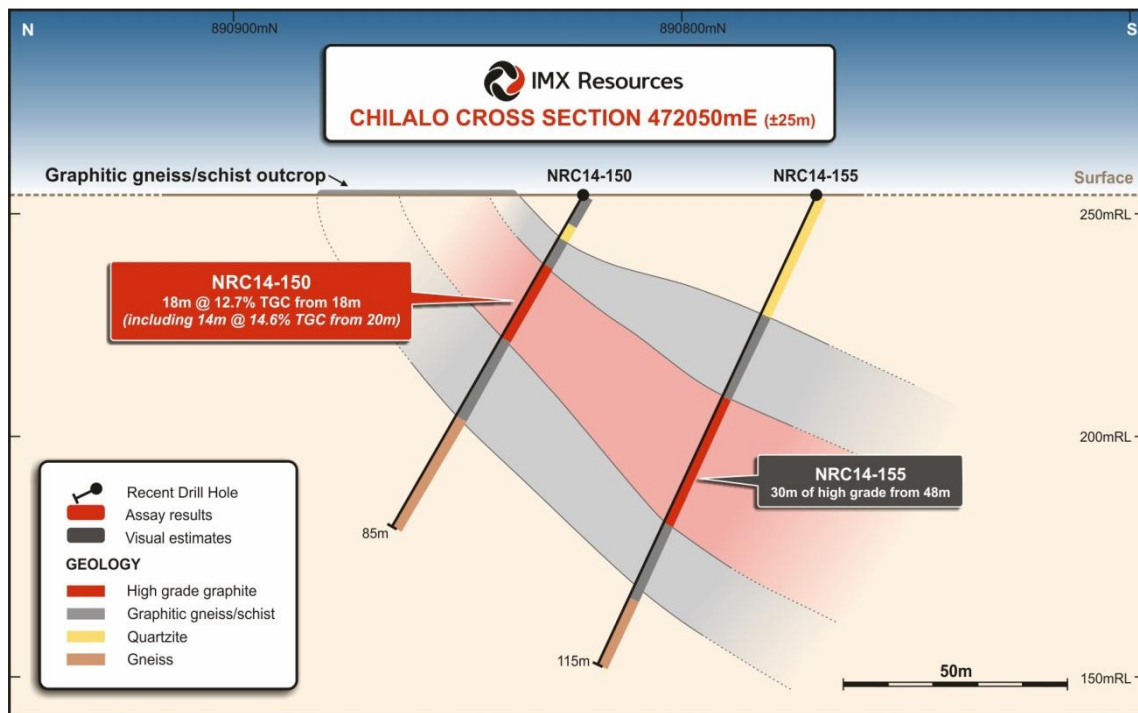 N
890900mN
890800mN
S
IMX Resources
CHILALO CROSS SECTION 472050mE (±25m)
Graphitic gneiss/schist outcrop
NRC14-150
NRC14-155
Surface
250mRL
NRC14-150
18m @ 12.7% TGC from 18m
(including 14m @ 14.6% TGC from 20m)
200mRL
NRC14-155
30m of high grade from 48m
85m
115m
Recent Drill Hole
Assay results
Visual estimates
GEOLOGY
High grade graphite
Graphitic gneiss/schist
Quartzite
Gneiss
50m
150mRL